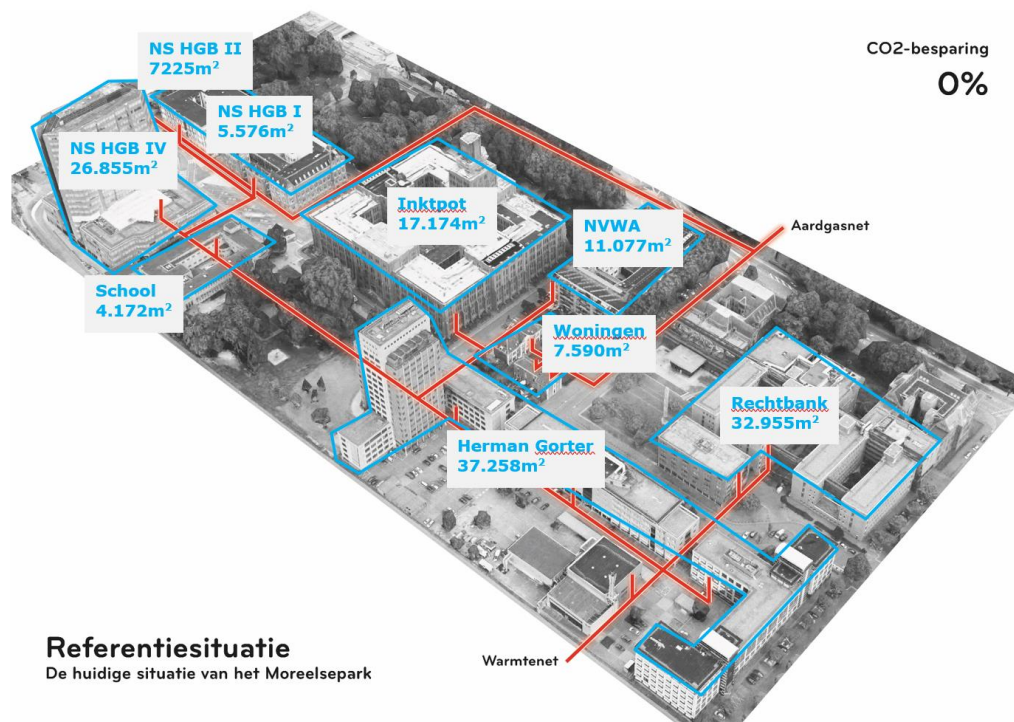 CO2-besparing
0%
NS HGB II
7225m²
NS HGB I
5.576m²
NS HGB IV
26.855m²
Inktpot
17.174m²
NVWA
11.077m²
Aardgasnet
School
4.172m²
Woningen
7.590m²
Rechtbank
32.955m²
Herman Gorter
37.258m²
Warmtenet
Referentiesituatie
De huidige situatie van het Moreelsepark